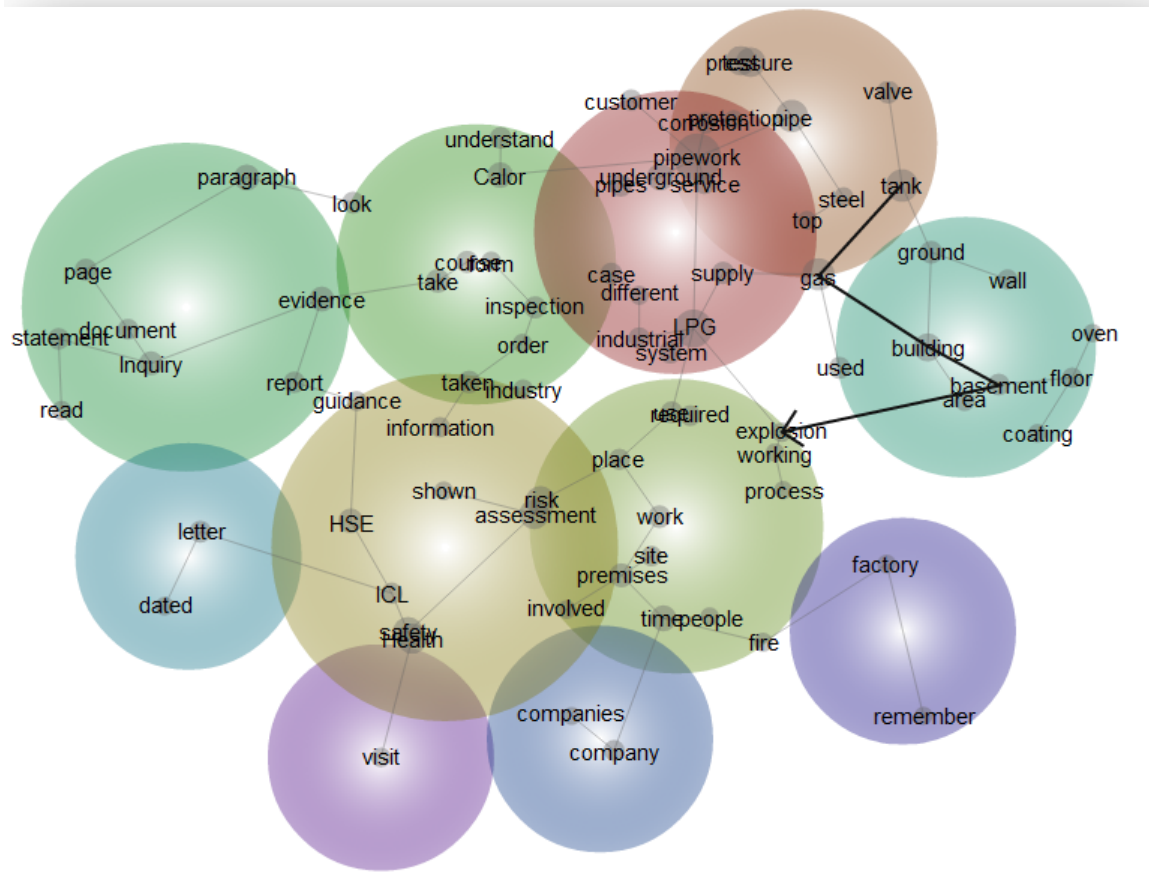 pressure
test
valve
customer
protection
pipe
corrosion
understand
pipework
Calor
underground
pipes
service
paragraph
tank
steel
look
top
ground
course
form
page
case
supply
gas
wall
take
different
evidence
inspection
document
LPG
oven
statement
industrial
order
building
system
Inquiry
used
floor
report
taken
industry
basement
guidance
area
read
use
required
information
explosion
coating
working
place
shown
process
risk
assessment
work
HSE
letter
site
factory
premises
ICL
dated
involved
time
people
safety
Health
fire
companies
remember
company
visit